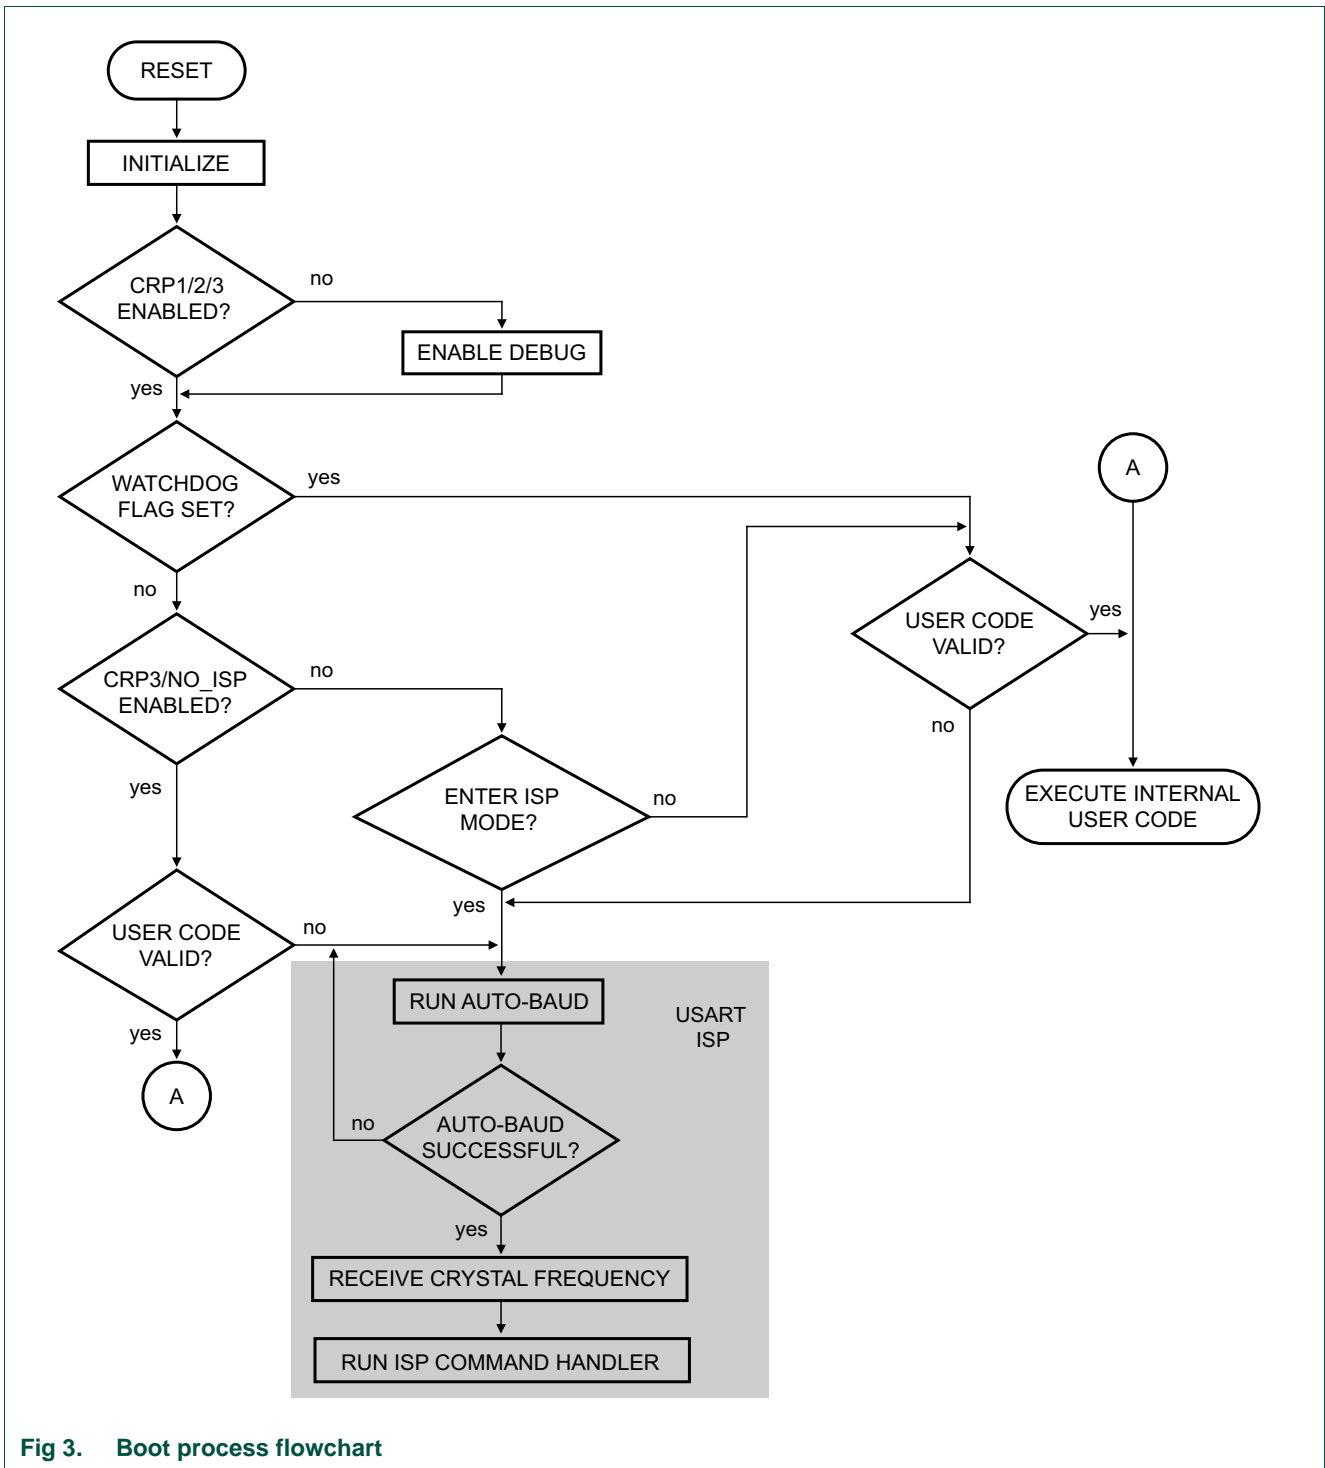 RESET
INITIALIZE
CRP1/2/3
ENABLED?
no
ENABLE DEBUG
yes
WATCHDOG
FLAG SET?
yes
no
A
USER CODE
VALID?
yes
no
CRP3/NO_ISP
ENABLED?
no
yes
ENTER ISP
MODE?
no
yes
EXECUTE INTERNAL
USER CODE
USER CODE
VALID?
no
yes
A
RUN AUTO-BAUD
USART
ISP
AUTO-BAUD
SUCCESSFUL?
no
yes
RECEIVE CRYSTAL FREQUENCY
RUN ISP COMMAND HANDLER
Fig 3. Boot process flowchart